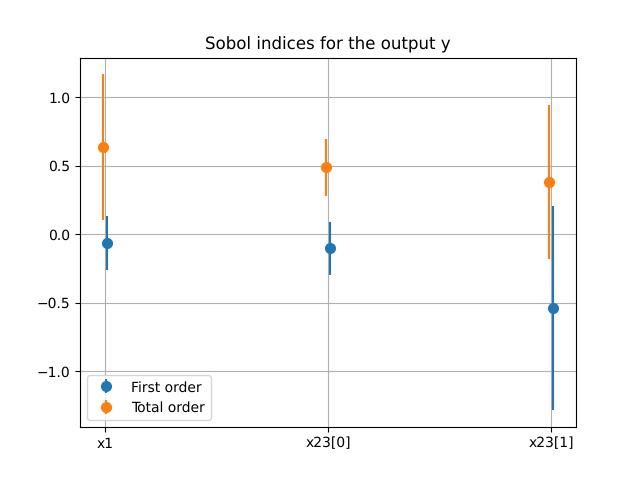 Sobol indices for the output y
1.0
0.5
0.0
−0.5
−1.0
First order
Total order
x1 x23[0] x23[1]